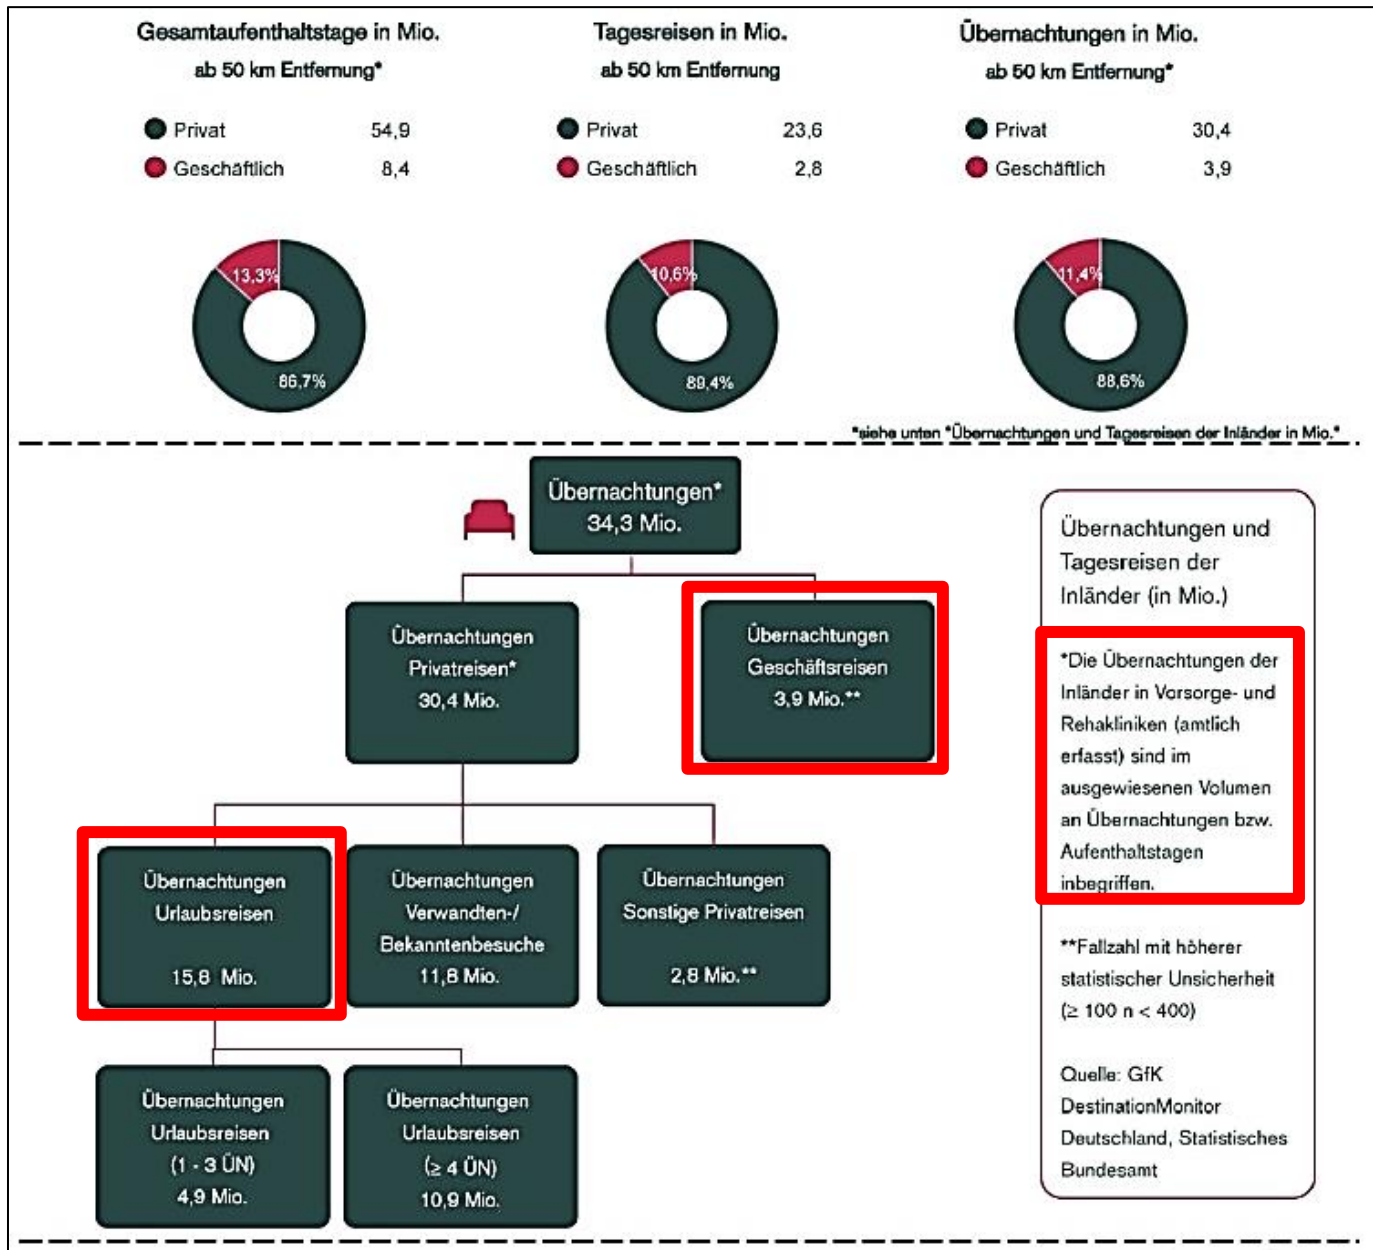 Gesamtaufenthaltstage in Mio.
ab 50 km Entfernung*
Privat 54,9
Geschäftlich 8,4
13,3%
86,7%
Tagesreisen in Mio.
ab 50 km Entfernung
Privat 23,6
Geschäftlich 2,8
10,6%
89,4%
Übernachtungen in Mio.
ab 50 km Entfernung*
Privat 30,4
Geschäftlich 3,9
11,4%
88,6%
*siehe unten "Übernachtungen und Tagesreisen der Inländer in Mio."
Übernachtungen*
34,3 Mio.
Übernachtungen
Privatreisen*
30,4 Mio.
Übernachtungen
Geschäftsreisen
3,9 Mio.**
Übernachtungen
Urlaubsreisen
15,8 Mio.
Übernachtungen
Verwandten-/
Bekanntenbesuche
11,8 Mio.
Übernachtungen
Sonstige Privatreisen
2,8 Mio.**
Übernachtungen
Urlaubsreisen
(1 - 3 ÜN)
4,9 Mio.
Übernachtungen
Urlaubsreisen
(≥ 4 ÜN)
10,9 Mio.
Übernachtungen und
Tagesreisen der
Inländer (in Mio.)
*Die Übernachtungen der
Inländer in Vorsorge- und
Rehakliniken (amtlich
erfasst) sind im
ausgewiesenen Volumen
an Übernachtungen bzw.
Aufenthaltstagen
inbegriffen.
**Fallzahl mit höherer
statistischer Unsicherheit
(≥ 100 n < 400)
Quelle: GfK
DestinationMonitor
Deutschland, Statistisches
Bundesamt